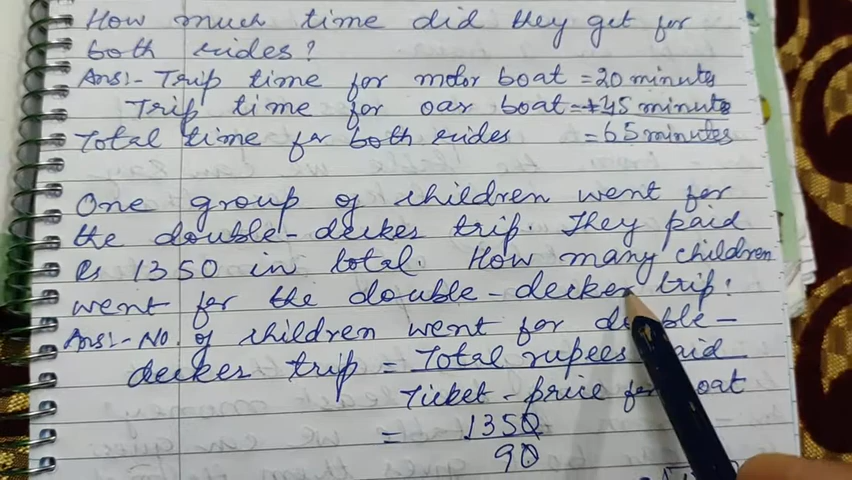 How much time did they get for
both rides?
Ans:- Trip time for motor boat = 20 minutes
Trip time for oar boat = +45 minutes
Total time for both rides = 65 minutes
One group of children went for
the double-decker trip. They paid
Rs 1350 in total. How many children
went for the double-decker trip?
Ans:- No. of children went for double-
decker trip = Total rupees paid
Ticket-price for boat
= 1350
90